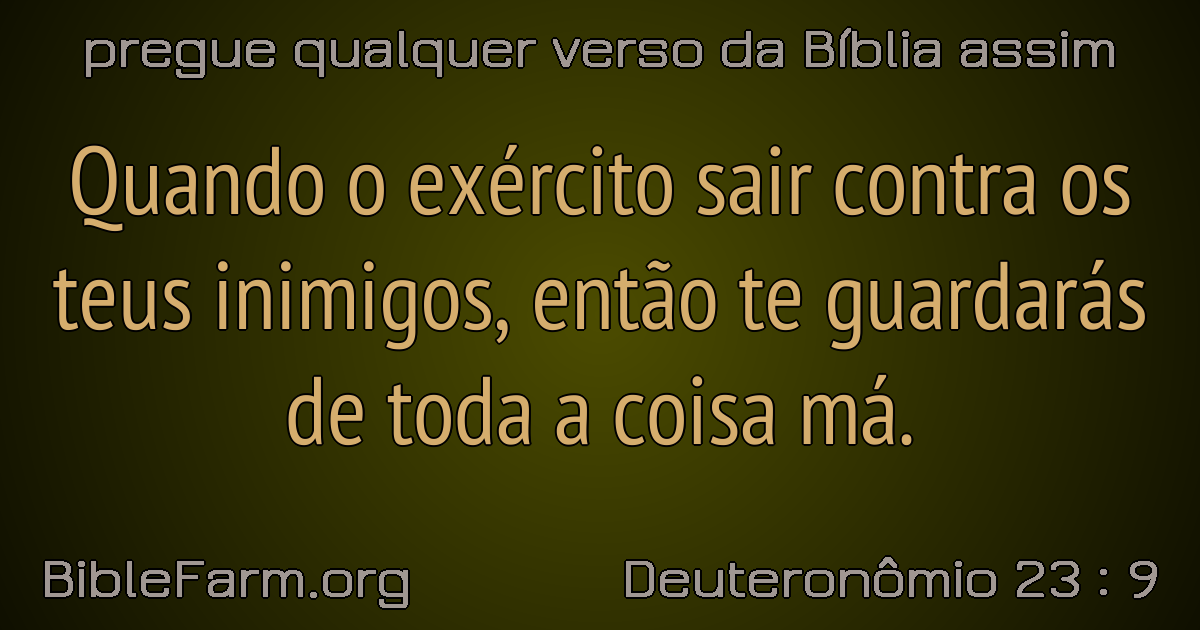 pregue qualquer verso da Bíblia assim
Quando o exército sair contra os
teus inimigos, então te guardarás
de toda a coisa má.
BibleFarm.org
Deuteronômio 23 : 9